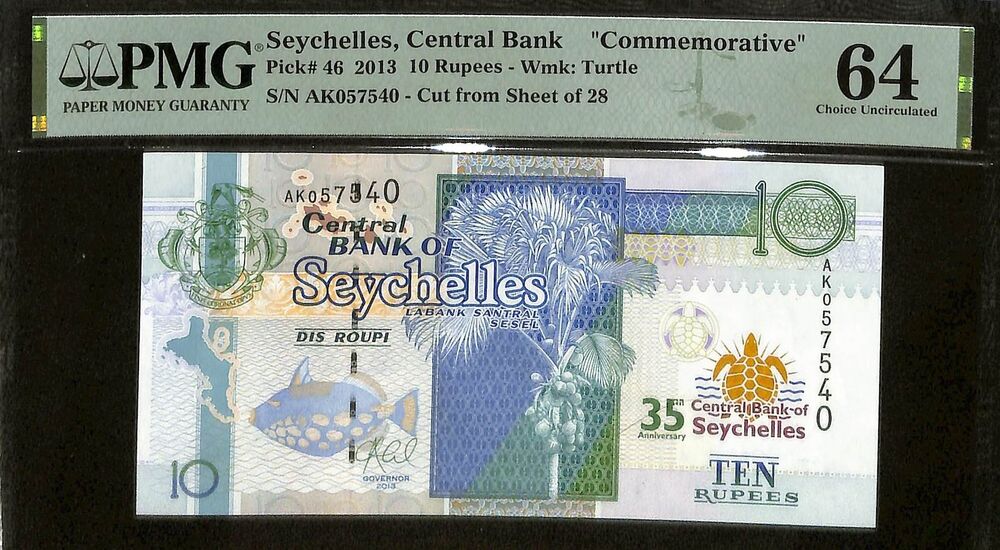 PMG®
PAPER MONEY GUARANTY
Seychelles, Central Bank "Commemorative"
Pick# 46 2013 10 Rupees - Wmk: Turtle
S/N AK057540 - Cut from Sheet of 28
64
Choice Uncirculated
AK057540
Central
BANK OF
Seychelles
LABANK SANTRAL
SESEL
DIS ROUPI
10
GOVERNOR
2013
10
AK057540
35TH
Anniversary
Central Bank of
Seychelles
TEN
RUPEES